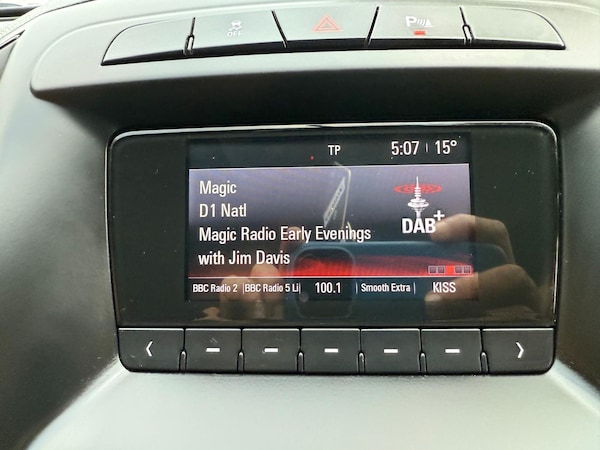 OFF
P
TP
5:07 15°
Magic
D1 Natl
Magic Radio Early Evenings
with Jim Davis
DAB+
BBC Radio 2 | BBC Radio 5 Li | 100.1 | Smooth Extra | KISS